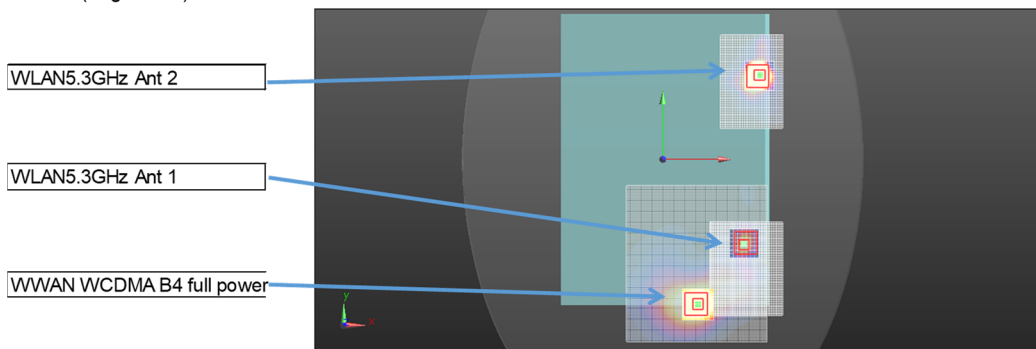 WLAN5.3GHz Ant 2
WLAN5.3GHz Ant 1
WWAN WCDMA B4 full power
y
x